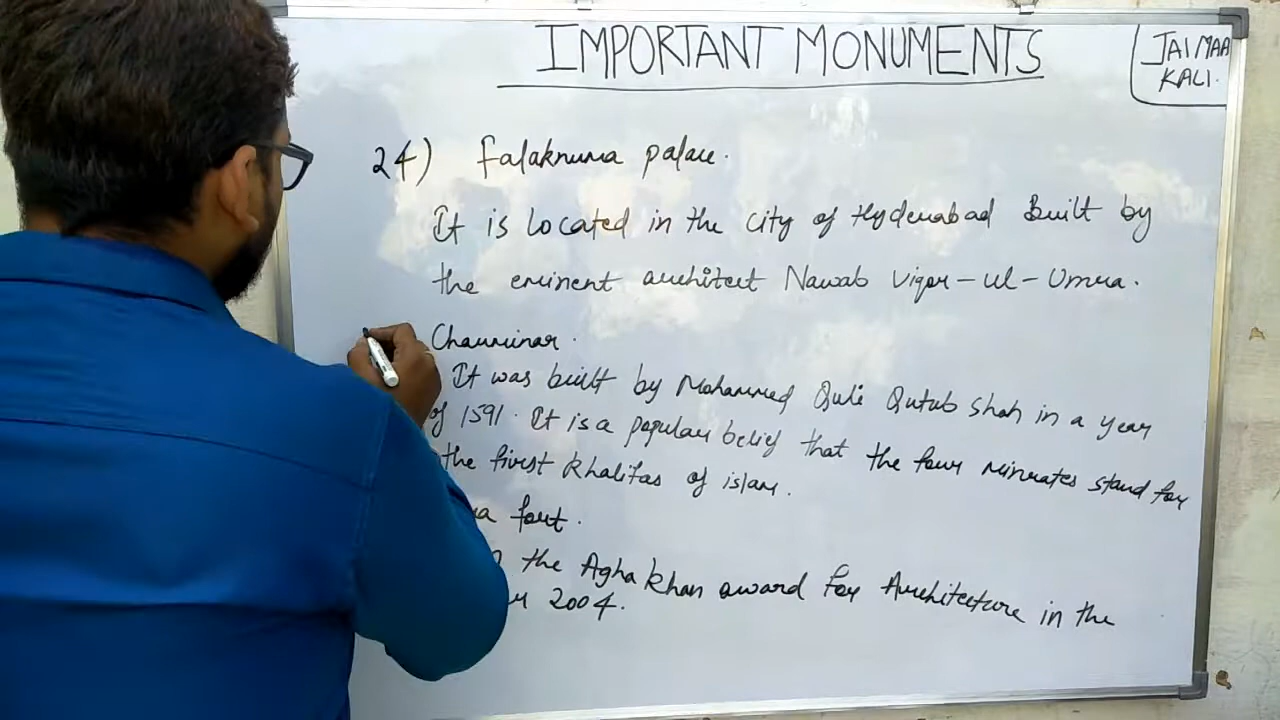 IMPORTANT MONUMENTS
JAI MAA
KALI.
24) Falaknuma palace.
It is located in the city of Hyderabad Built by
the eminent architect Nawab Viqar-ul-Umra.
Charminar.
It was built by Mohammed Quli Qutub Shah in a year
of 1591. It is a popular belief that the four minrates stand for
the first Khalifas of islam.
fort.
the Agha Khan award for Architecture in the
2004.